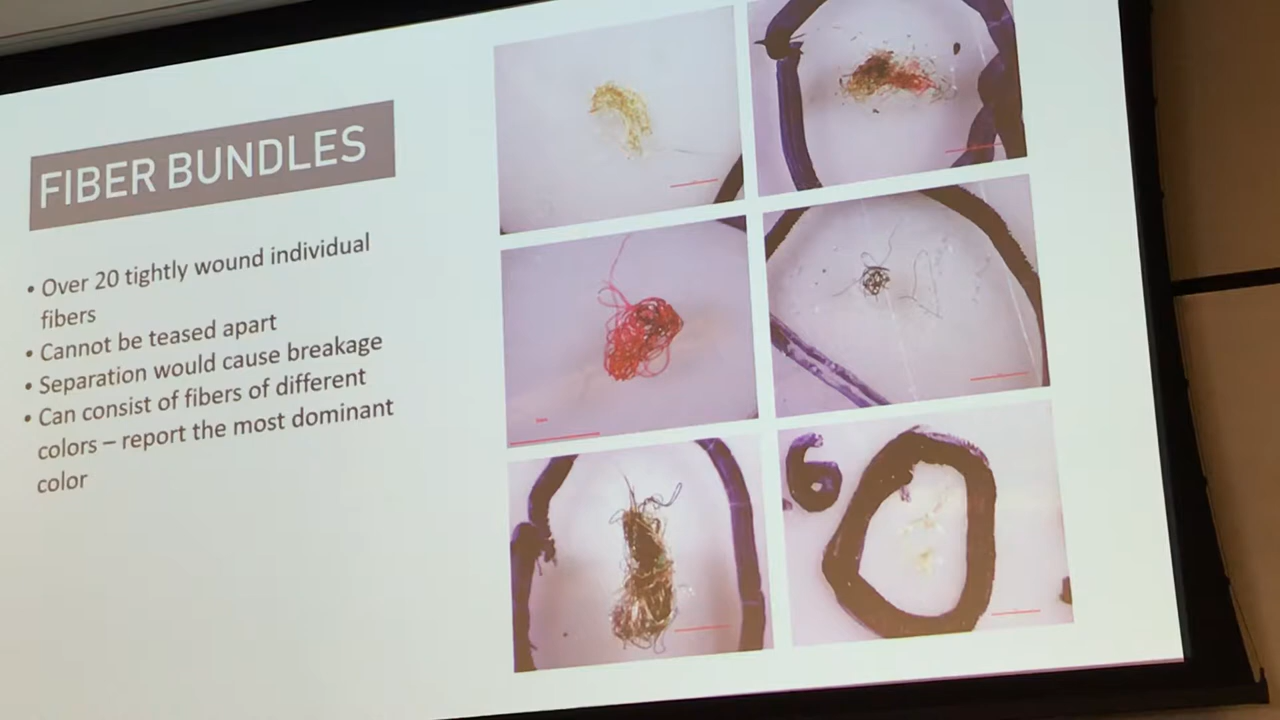 FIBER BUNDLES
• Over 20 tightly wound individual
fibers
• Cannot be teased apart
• Separation would cause breakage
• Can consist of fibers of different
colors – report the most dominant
color
6